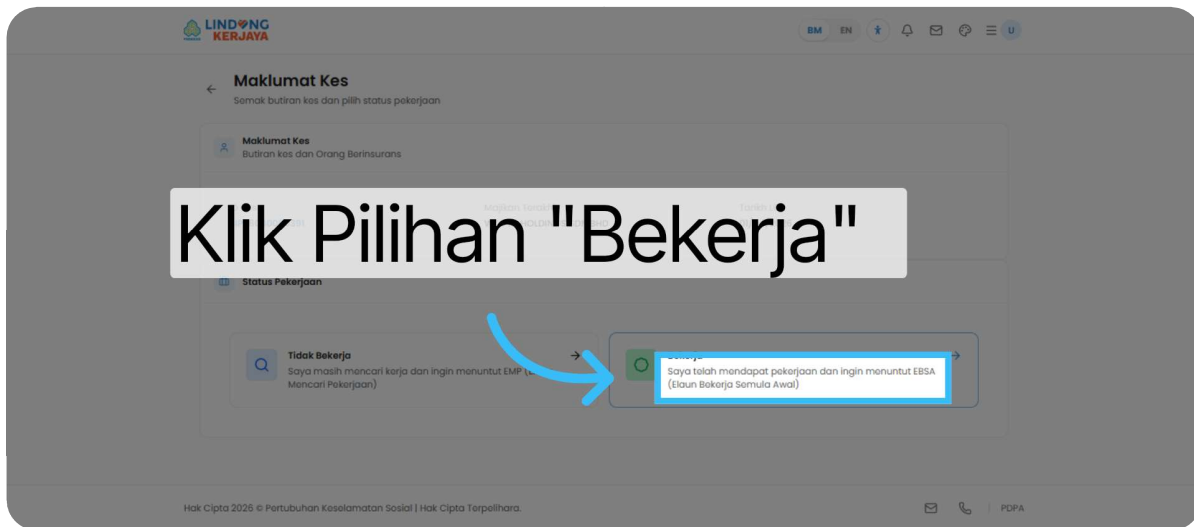 LINDUNG
KERJAYA
BM EN
U
Maklumat Kes
Semak butiran kes dan pilih status pekerjaan
Maklumat Kes
Butiran kes dan Orang Berinsurans
Klik Pilihan "Bekerja"
Status Pekerjaan
Tidak Bekerja
Saya masih mencari kerja dan ingin menuntut EMP
Mencari Pekerjaan)
Bekerja
Saya telah mendapat pekerjaan dan ingin menuntut EBSA
(Elaun Bekerja Semula Awal)
Hak Cipta 2026 © Pertubuhan Keselamatan Sosial | Hak Cipta Terpelihara.
PDPA